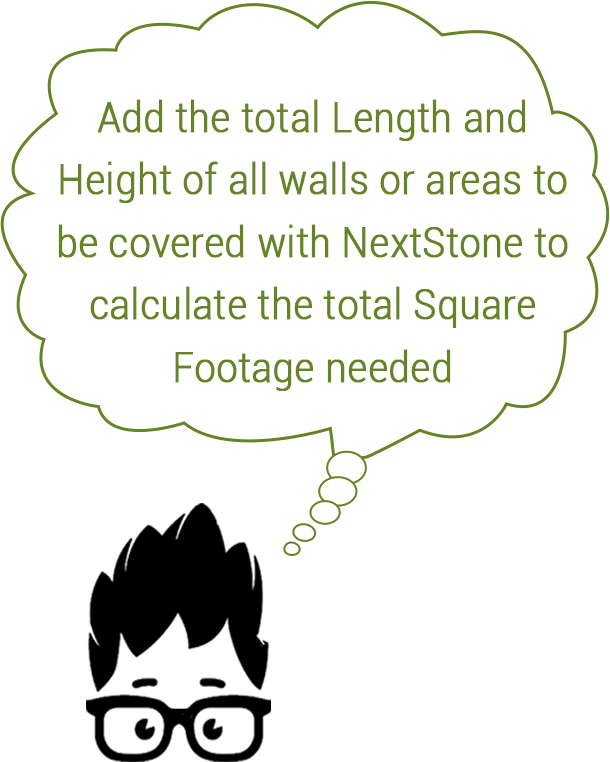 Add the total Length and
Height of all walls or areas to
be covered with NextStone to
calculate the total Square
Footage needed